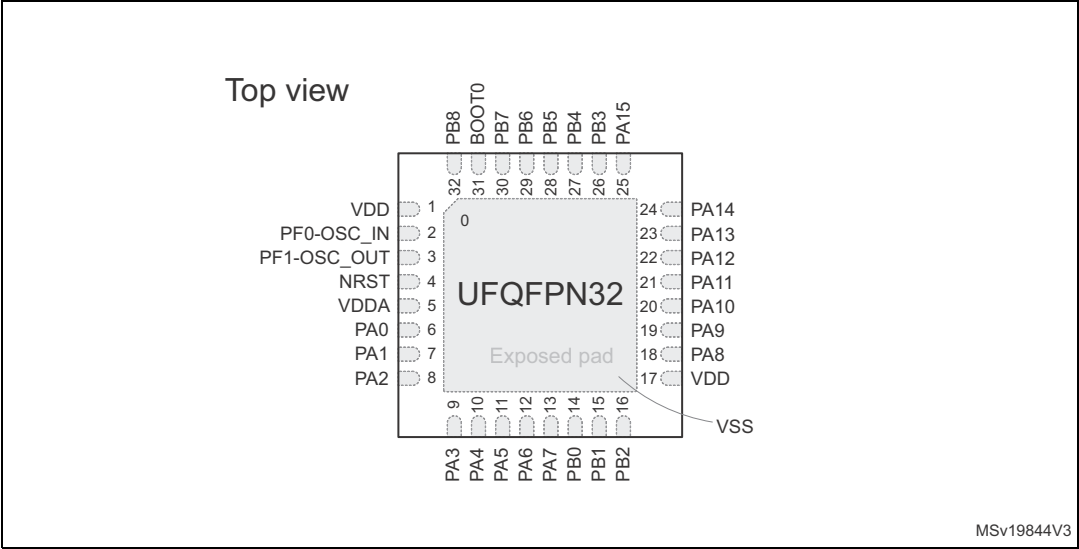 Top view
PB8
BOOT0
PB7
PB6
PB5
PB4
PB3
PA15
32
31
30
29
28
27
26
25
VDD 1
PF0-OSC_IN 2
PF1-OSC_OUT 3
NRST 4
VDDA 5
PA0 6
PA1 7
PA2 8
0
UFQFPN32
Exposed pad
24 PA14
23 PA13
22 PA12
21 PA11
20 PA10
19 PA9
18 PA8
17 VDD
VSS
9
10
11
12
13
14
15
16
PA3
PA4
PA5
PA6
PA7
PB0
PB1
PB2
MSv19844V3